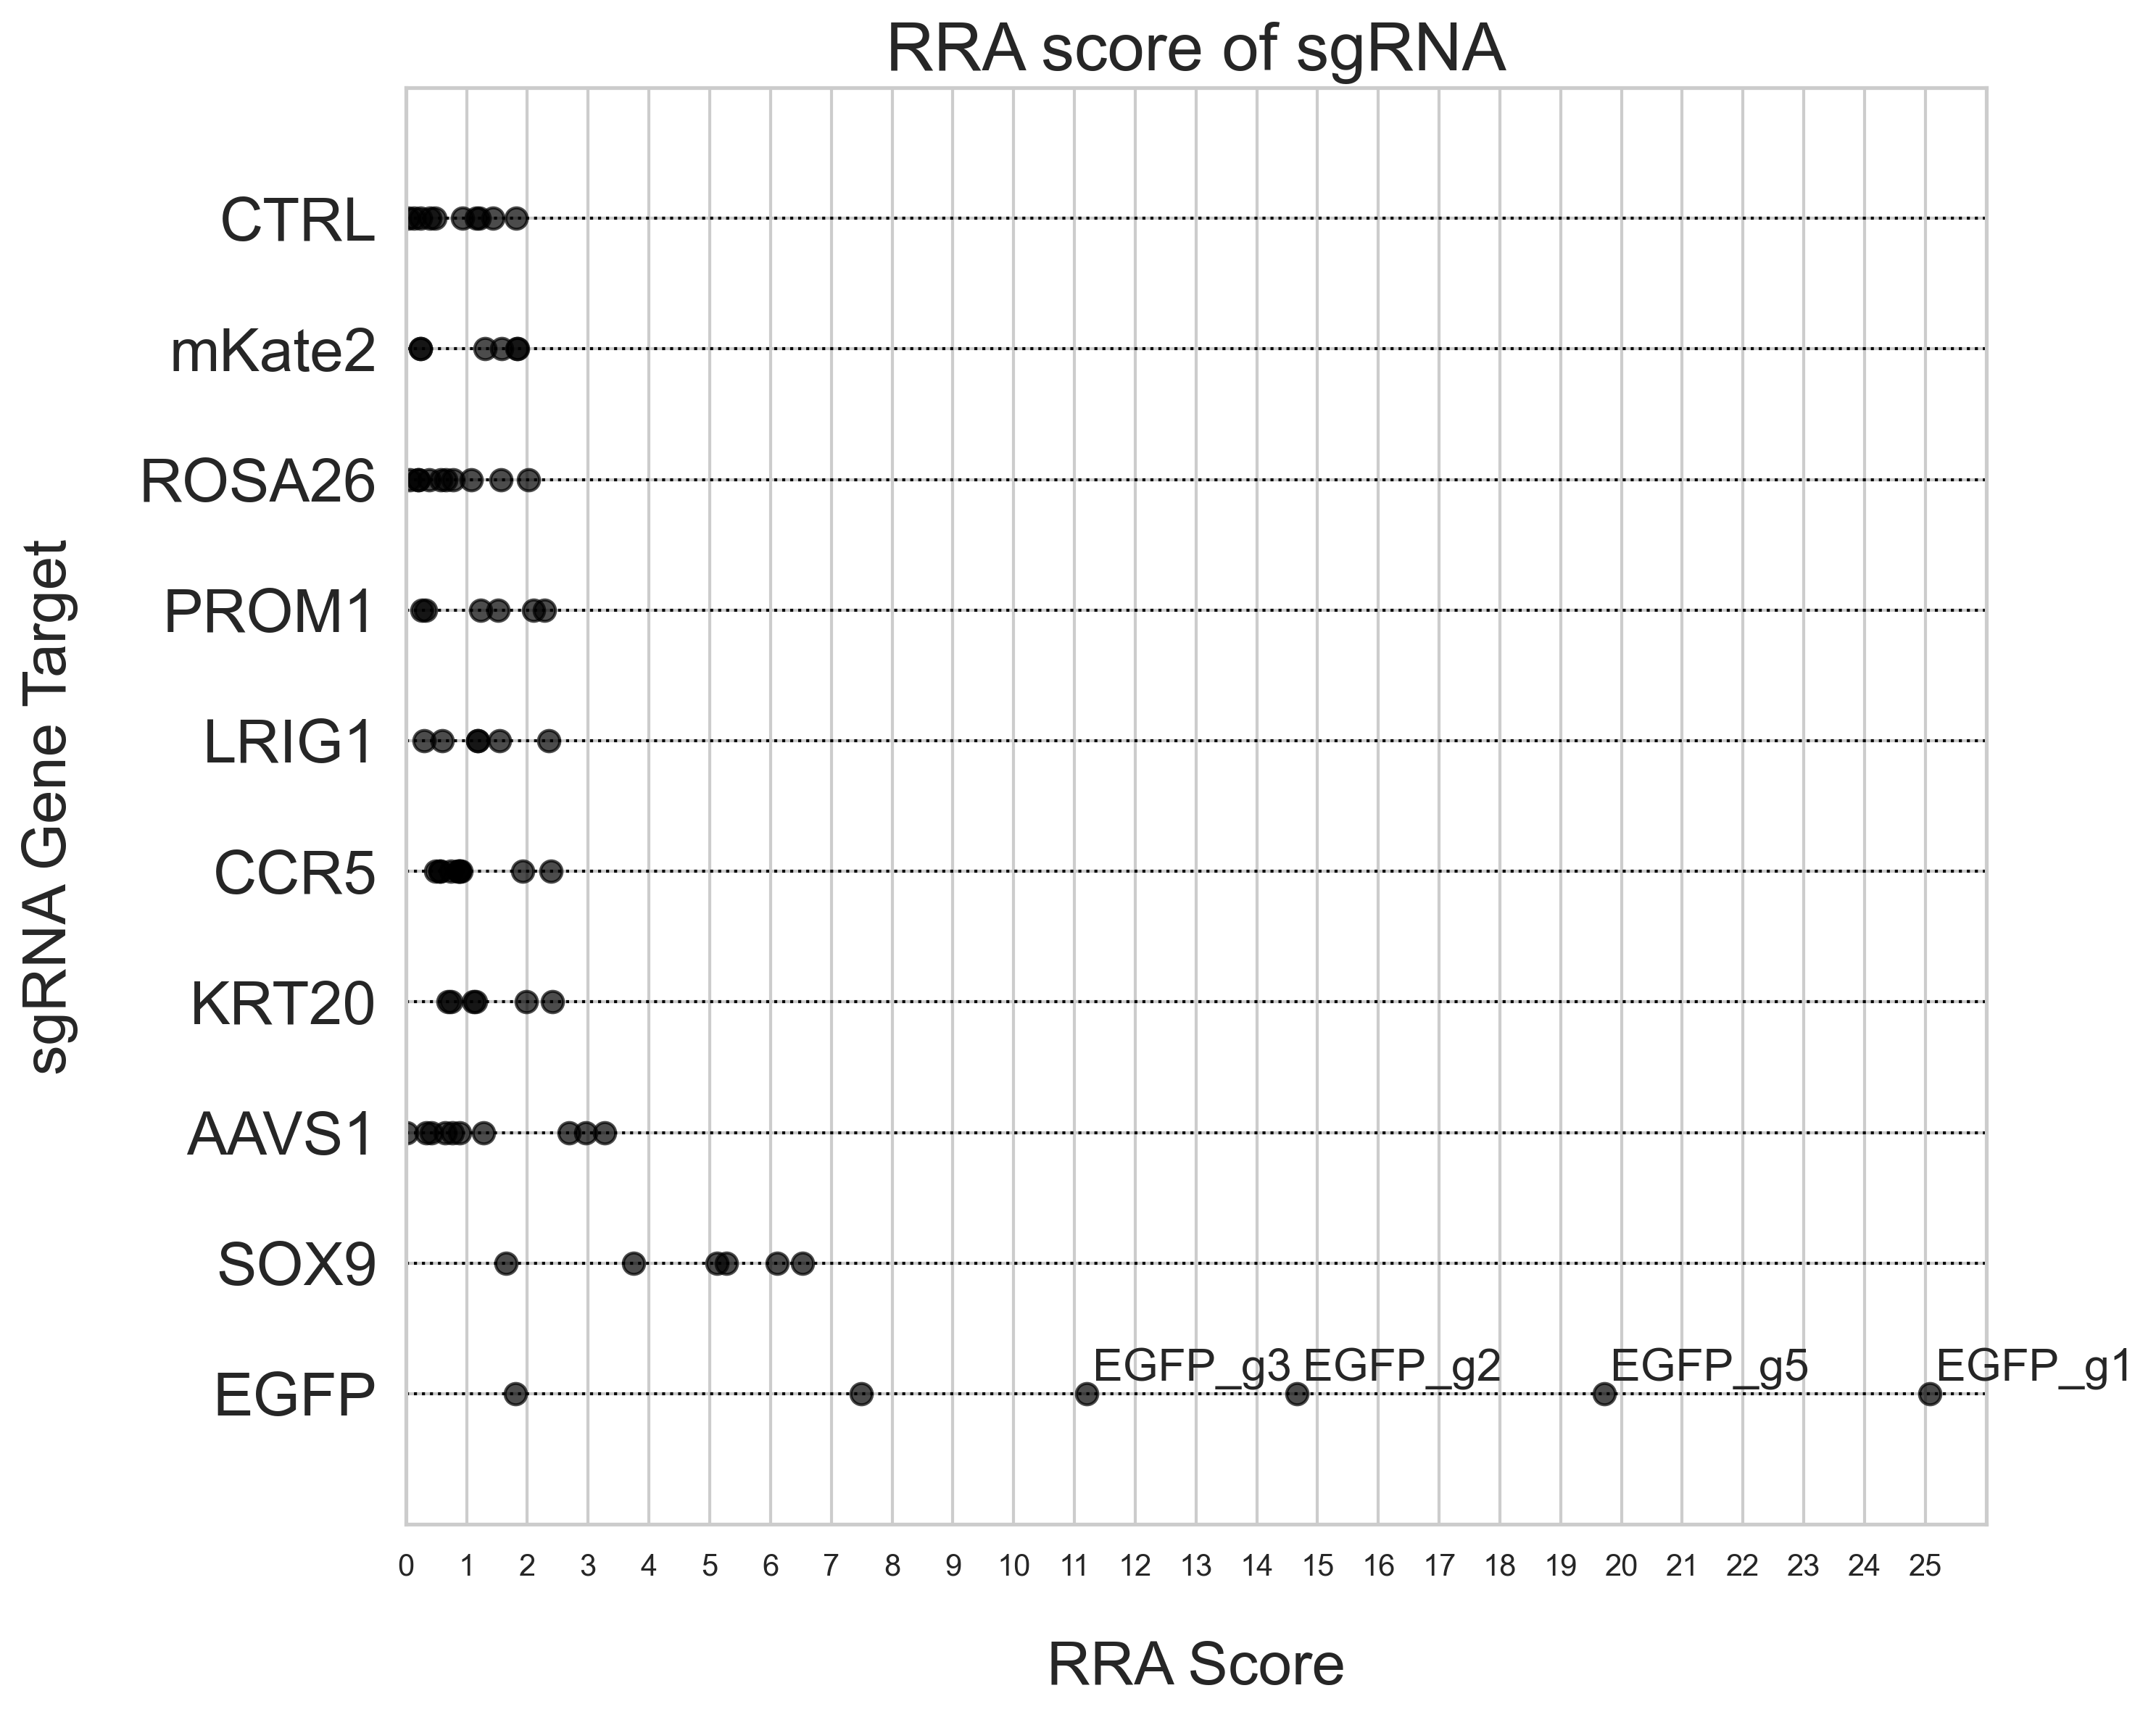 RRA score of sgRNA
sgRNA Gene Target
CTRL
mKate2
ROSA26
PROM1
LRIG1
CCR5
KRT20
AAVS1
SOX9
EGFP
EGFP_g3 EGFP_g2 EGFP_g5 EGFP_g1
0 1 2 3 4 5 6 7 8 9 10 11 12 13 14 15 16 17 18 19 20 21 22 23 24 25
RRA Score